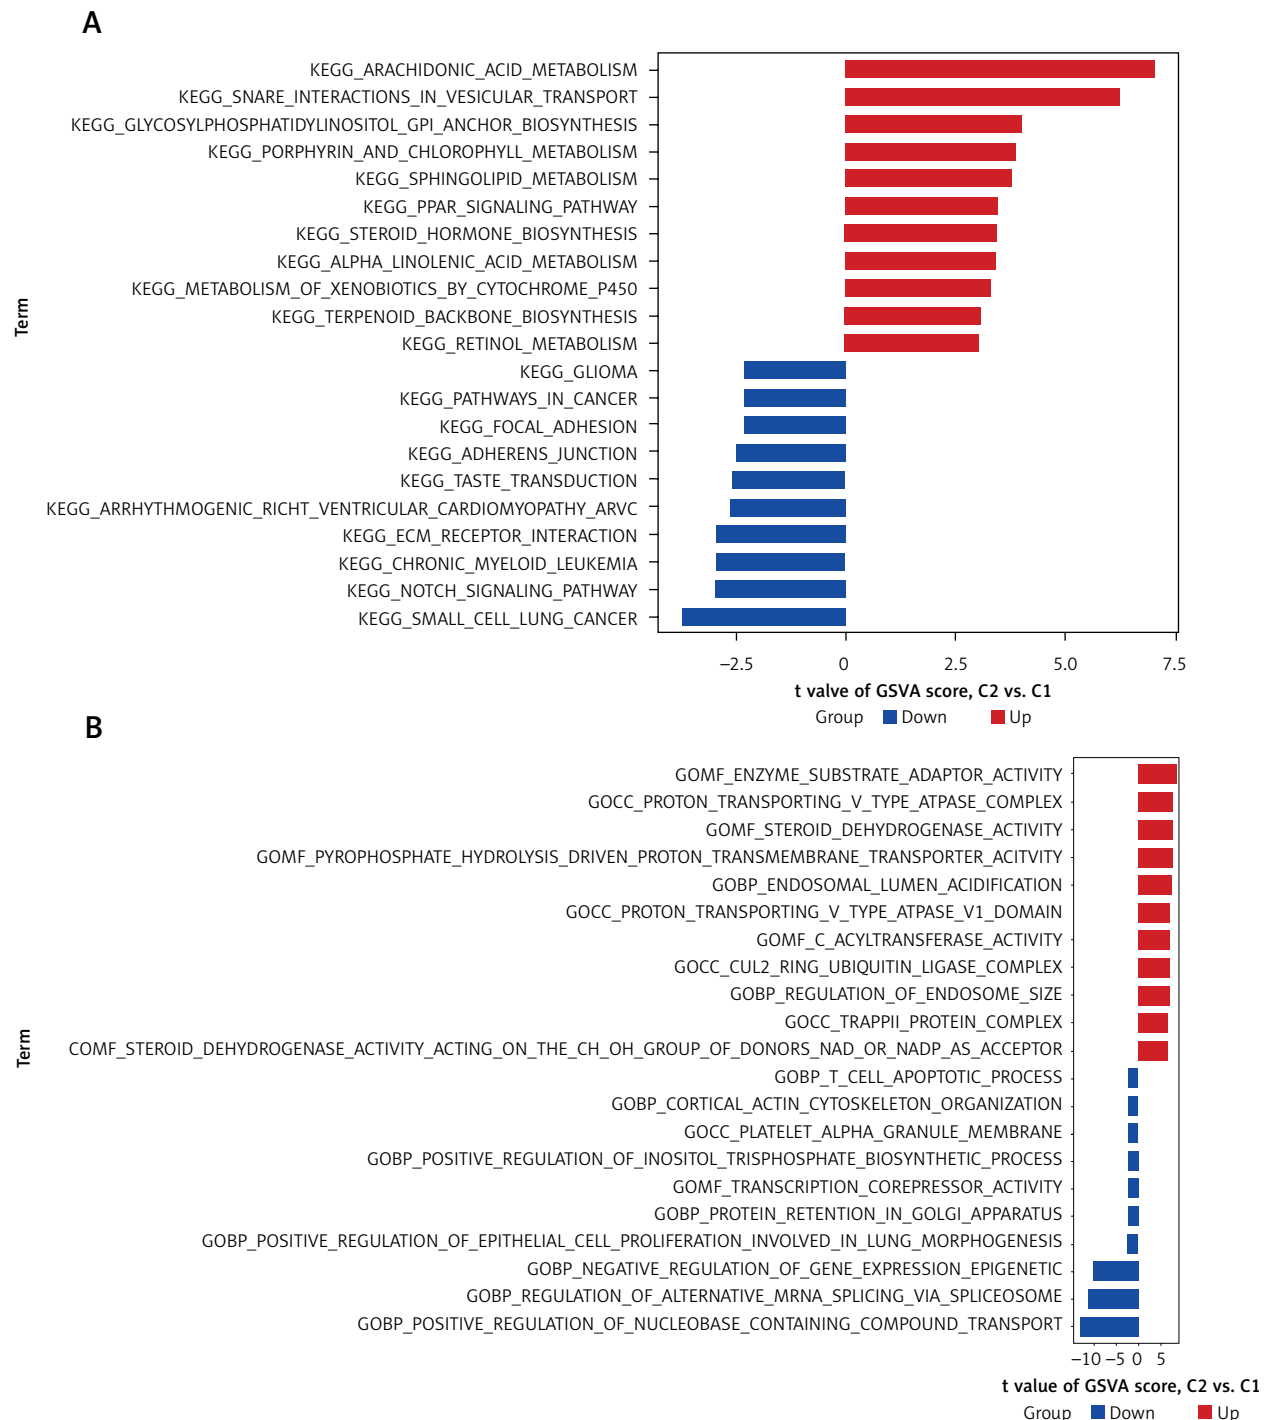 A
KEGG_ARACHIDONIC_ACID_METABOLISM
KEGG_SNARE_INTERACTIONS_IN_VESICULAR_TRANSPORT
KEGG_GLYCOSYLPHOSPHATIDYLINOSITOL_GPI_ANCHOR_BIOSYNTHESIS
KEGG_PORPHYRIN_AND_CHLOROPHYLL_METABOLISM
KEGG_SPHINGOLIPID_METABOLISM
KEGG_PPAR_SIGNALING_PATHWAY
KEGG_STEROID_HORMONE_BIOSYNTHESIS
KEGG_ALPHA_LINOLENIC_ACID_METABOLISM
KEGG_METABOLISM_OF_XENOBIOTICS_BY_CYTOCHROME_P450
KEGG_TERPENOID_BACKBONE_BIOSYNTHESIS
KEGG_RETINOL_METABOLISM
KEGG_GLIOMA
KEGG_PATHWAYS_IN_CANCER
KEGG_FOCAL_ADHESION
KEGG_ADHERENS_JUNCTION
KEGG_TASTE_TRANSDUCTION
KEGG_ARRHYTHMOGENIC_RICHT_VENTRICULAR_CARDIOMYOPATHY_ARVC
KEGG_ECM_RECEPTOR_INTERACTION
KEGG_CHRONIC_MYELOID_LEUKEMIA
KEGG_NOTCH_SIGNALING_PATHWAY
KEGG_SMALL_CELL_LUNG_CANCER
Term
−2.5 0 2.5 5.0 7.5
t valve of GSVA score, C2 vs. C1
Group Down Up
B
GOMF_ENZYME_SUBSTRATE_ADAPTOR_ACTIVITY
GOCC_PROTON_TRANSPORTING_V_TYPE_ATPASE_COMPLEX
GOMF_STEROID_DEHYDROGENASE_ACTIVITY
GOMF_PYROPHOSPHATE_HYDROLYSIS_DRIVEN_PROTON_TRANSMEMBRANE_TRANSPORTER_ACITVITY
GOBP_ENDOSOMAL_LUMEN_ACIDIFICATION
GOCC_PROTON_TRANSPORTING_V_TYPE_ATPASE_V1_DOMAIN
GOMF_C_ACYLTRANSFERASE_ACTIVITY
GOCC_CUL2_RING_UBIQUITIN_LIGASE_COMPLEX
GOBP_REGULATION_OF_ENDOSOME_SIZE
GOCC_TRAPPII_PROTEIN_COMPLEX
COMF_STEROID_DEHYDROGENASE_ACTIVITY_ACTING_ON_THE_CH_OH_GROUP_OF_DONORS_NAD_OR_NADP_AS_ACCEPTOR
GOBP_T_CELL_APOPTOTIC_PROCESS
GOBP_CORTICAL_ACTIN_CYTOSKELETON_ORGANIZATION
GOCC_PLATELET_ALPHA_GRANULE_MEMBRANE
GOBP_POSITIVE_REGULATION_OF_INOSITOL_TRISPHOSPHATE_BIOSYNTHETIC_PROCESS
GOMF_TRANSCRIPTION_COREPRESSOR_ACTIVITY
GOBP_PROTEIN_RETENTION_IN_GOLGI_APPARATUS
GOBP_POSITIVE_REGULATION_OF_EPITHELIAL_CELL_PROLIFERATION_INVOLVED_IN_LUNG_MORPHOGENESIS
GOBP_NEGATIVE_REGULATION_OF_GENE_EXPRESSION_EPIGENETIC
GOBP_REGULATION_OF_ALTERNATIVE_MRNA_SPLICING_VIA_SPLICEOSOME
GOBP_POSITIVE_REGULATION_OF_NUCLEOBASE_CONTAINING_COMPOUND_TRANSPORT
Term
−10 −5 0 5
t value of GSVA score, C2 vs. C1
Group Down Up